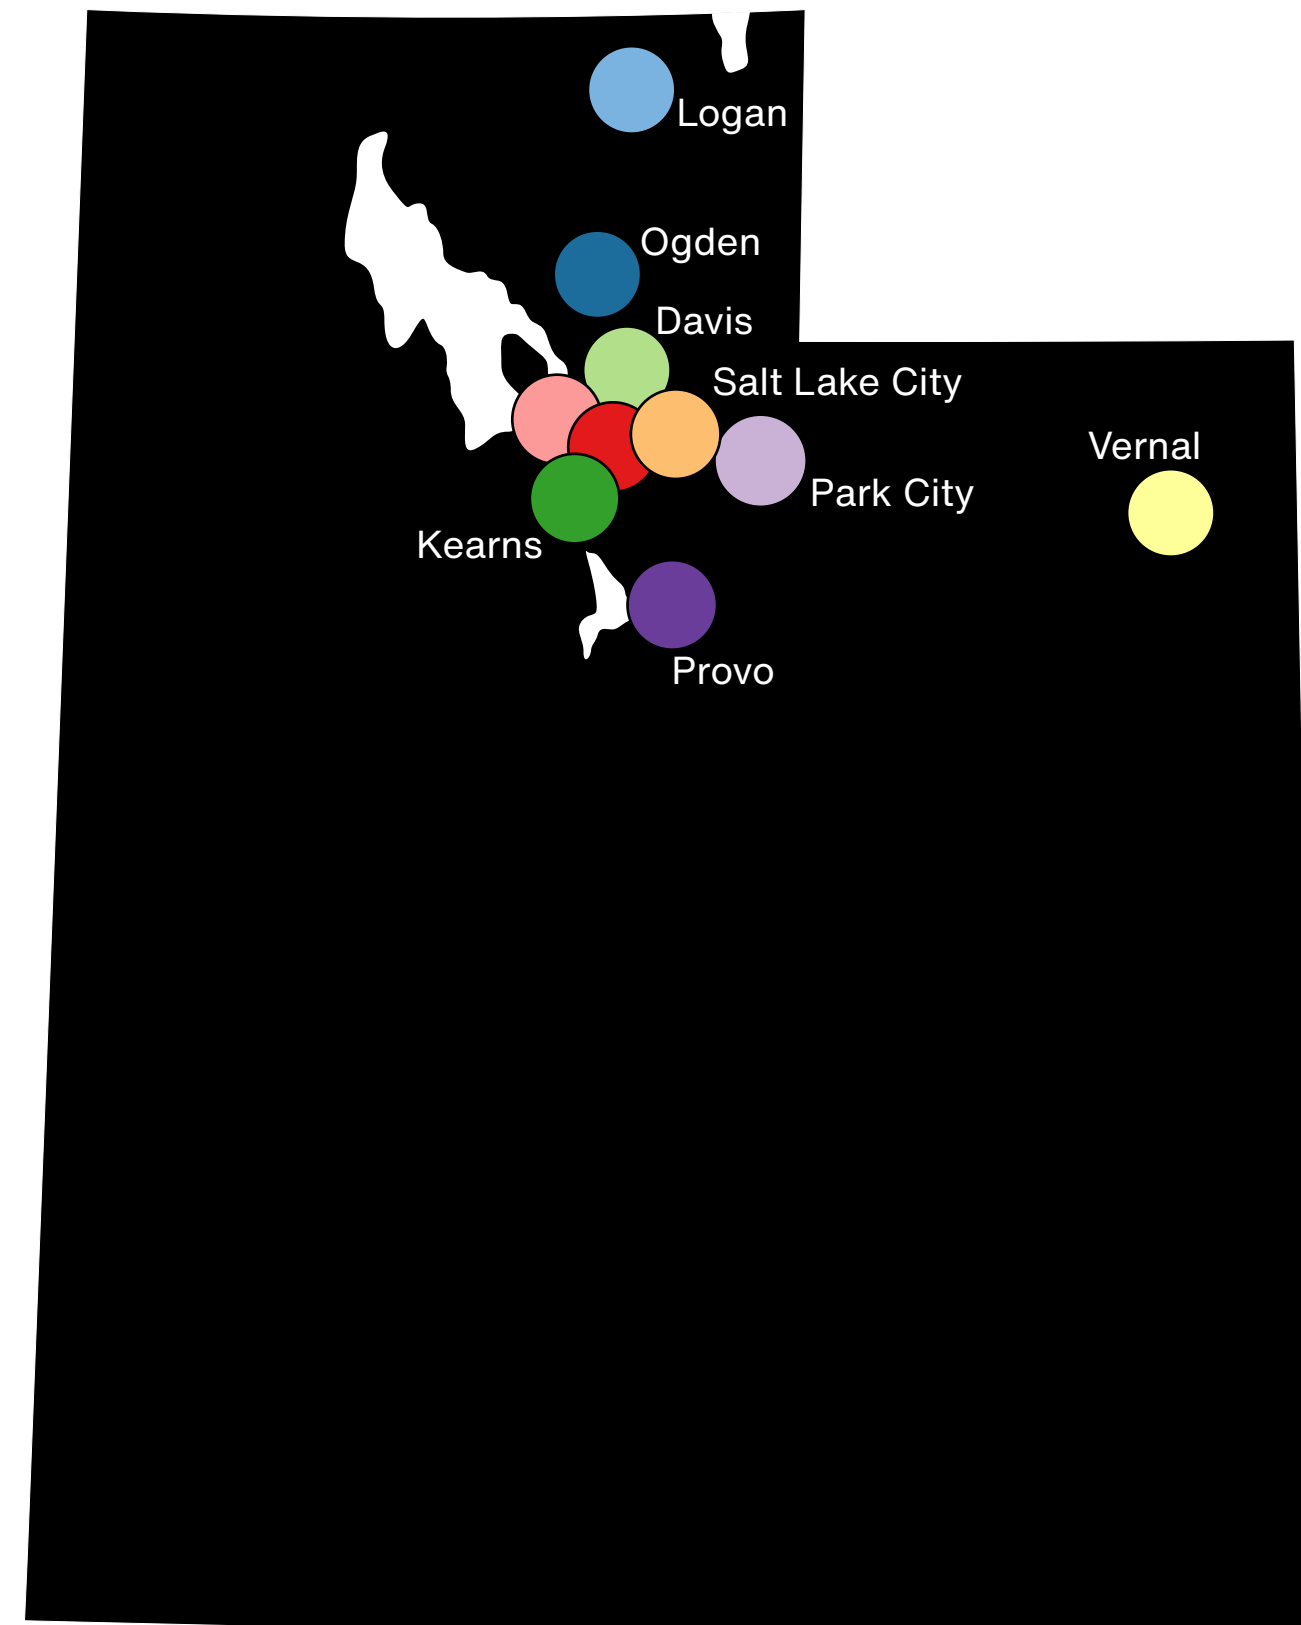 Logan
Ogden
Davis
Salt Lake City
Vernal
Park City
Kearns
Provo